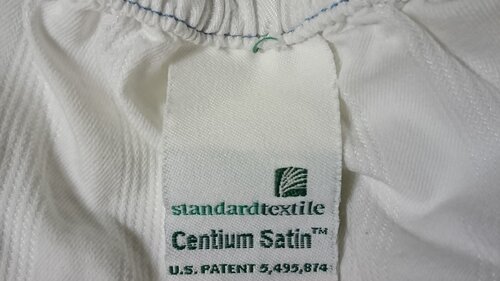 standardtextile
Centium Satin™
U.S. PATENT 5,495,874